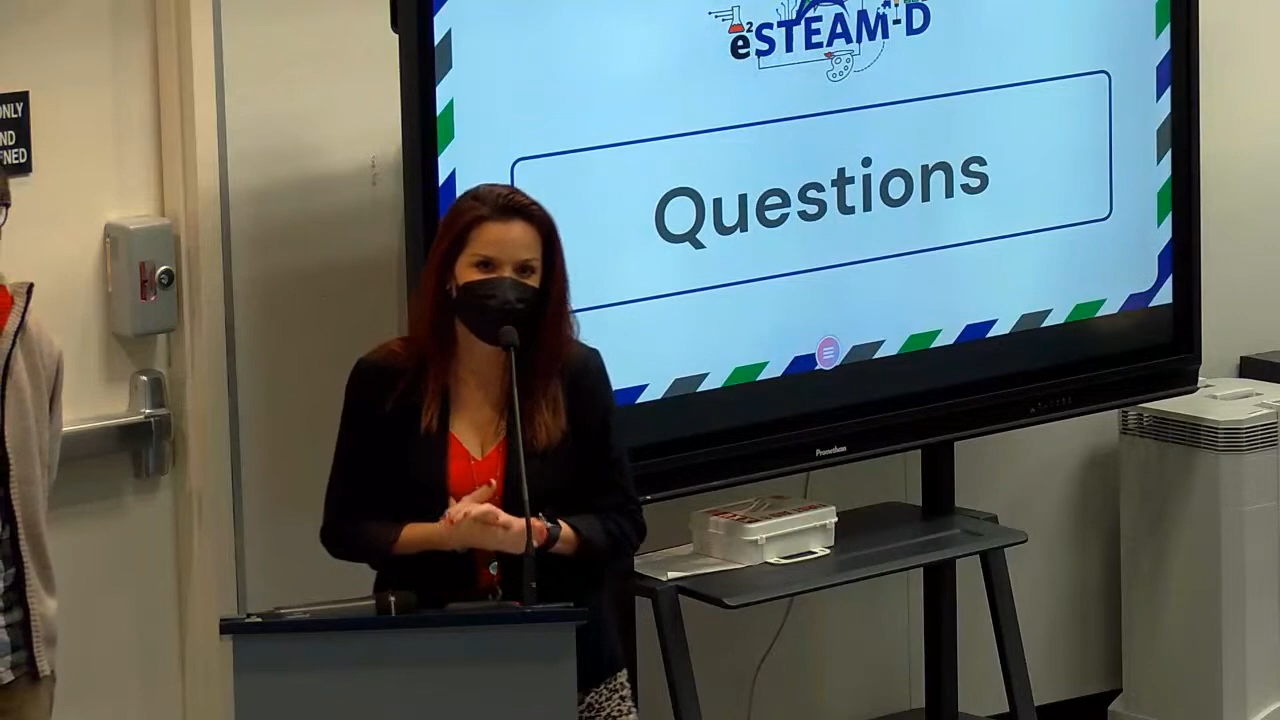 ONLY
ND
FNED
e²STEAM-D
Questions
Promethean